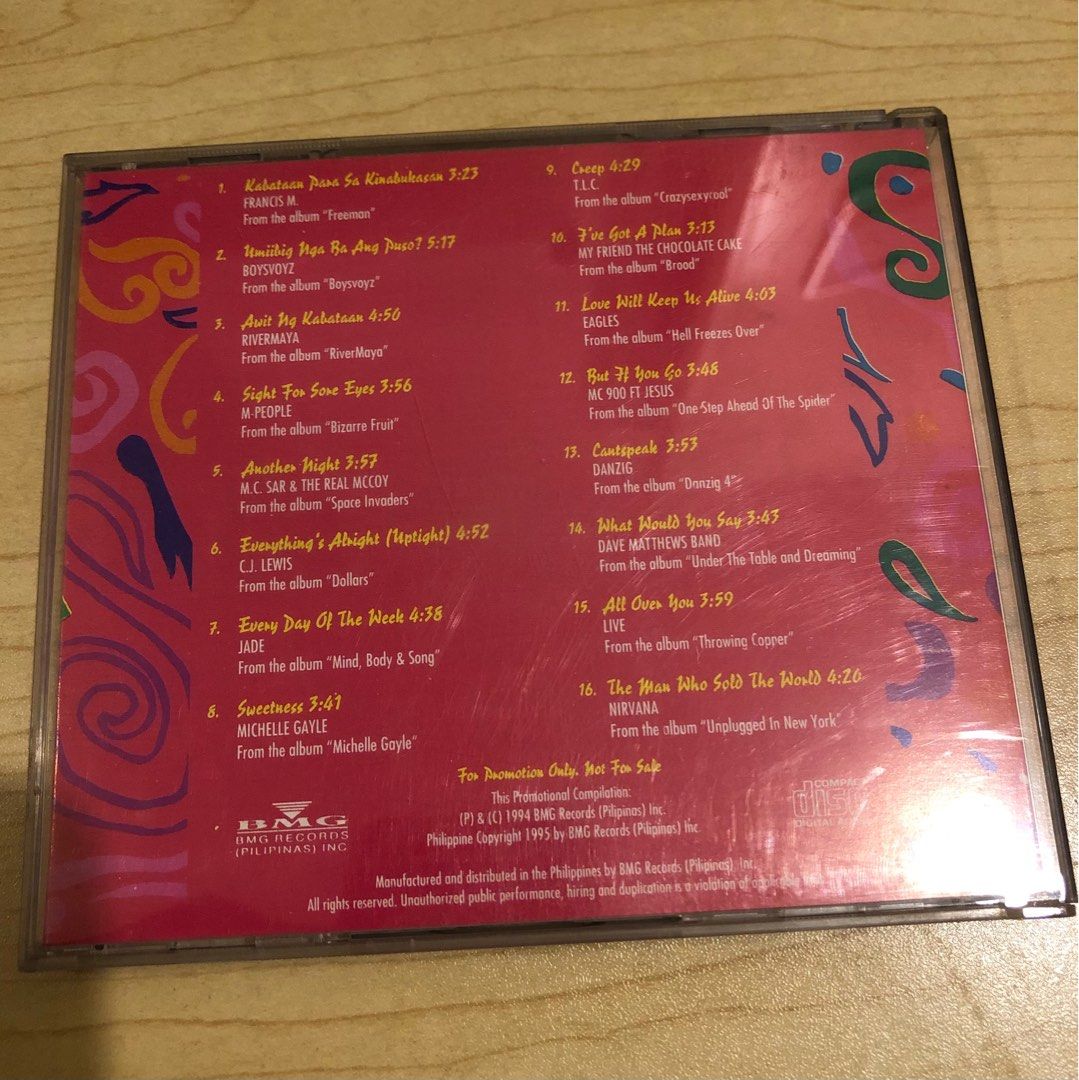 1. Kabataan Para Sa Kinabukasan 3:23
FRANCIS M.
From the album "Freeman"
2. Umiibig Nga Ba Ang Puso? 5:17
BOYSVOYZ
From the album "Boysvoyz"
3. Awit Ng Kabataan 4:50
RIVERMAYA
From the album "RiverMaya"
4. Sight For Sore Eyes 3:56
M-PEOPLE
From the album "Bizarre Fruit"
5. Another Night 3:57
M.C. SAR & THE REAL MCCOY
From the album "Space Invaders"
6. Everything's Alright (Uptight) 4:52
C.J. LEWIS
From the album "Dollars"
7. Every Day Of The Week 4:38
JADE
From the album "Mind, Body & Song"
8. Sweetness 3:41
MICHELLE GAYLE
From the album "Michelle Gayle"
9. Creep 4:29
T.L.C.
From the album "Crazysexycool"
10. I've Got A Plan 3:13
MY FRIEND THE CHOCOLATE CAKE
From the album "Brood"
11. Love Will Keep Us Alive 4:03
EAGLES
From the album "Hell Freezes Over"
12. But If You Go 3:48
MC 900 FT JESUS
From the album "One Step Ahead Of The Spider"
13. Cantspeak 3:53
DANZIG
From the album "Danzig 4"
14. What Would You Say 3:43
DAVE MATTHEWS BAND
From the album "Under The Table and Dreaming"
15. All Over You 3:59
LIVE
From the album "Throwing Copper"
16. The Man Who Sold The World 4:20
NIRVANA
From the album "Unplugged In New York"
For Promotion Only. Not For Sale
This Promotional Compilation:
(P) & (C) 1994 BMG Records (Pilipinas) Inc.
Philippine Copyright 1995 by BMG Records (Pilipinas) Inc.
BMG
BMG RECORDS
(PILIPINAS) INC
disc
DIGITAL
Manufactured and distributed in the Philippines by BMG Records (Pilipinas), Inc.
All rights reserved. Unauthorized public performance, hiring and duplication is a violation of